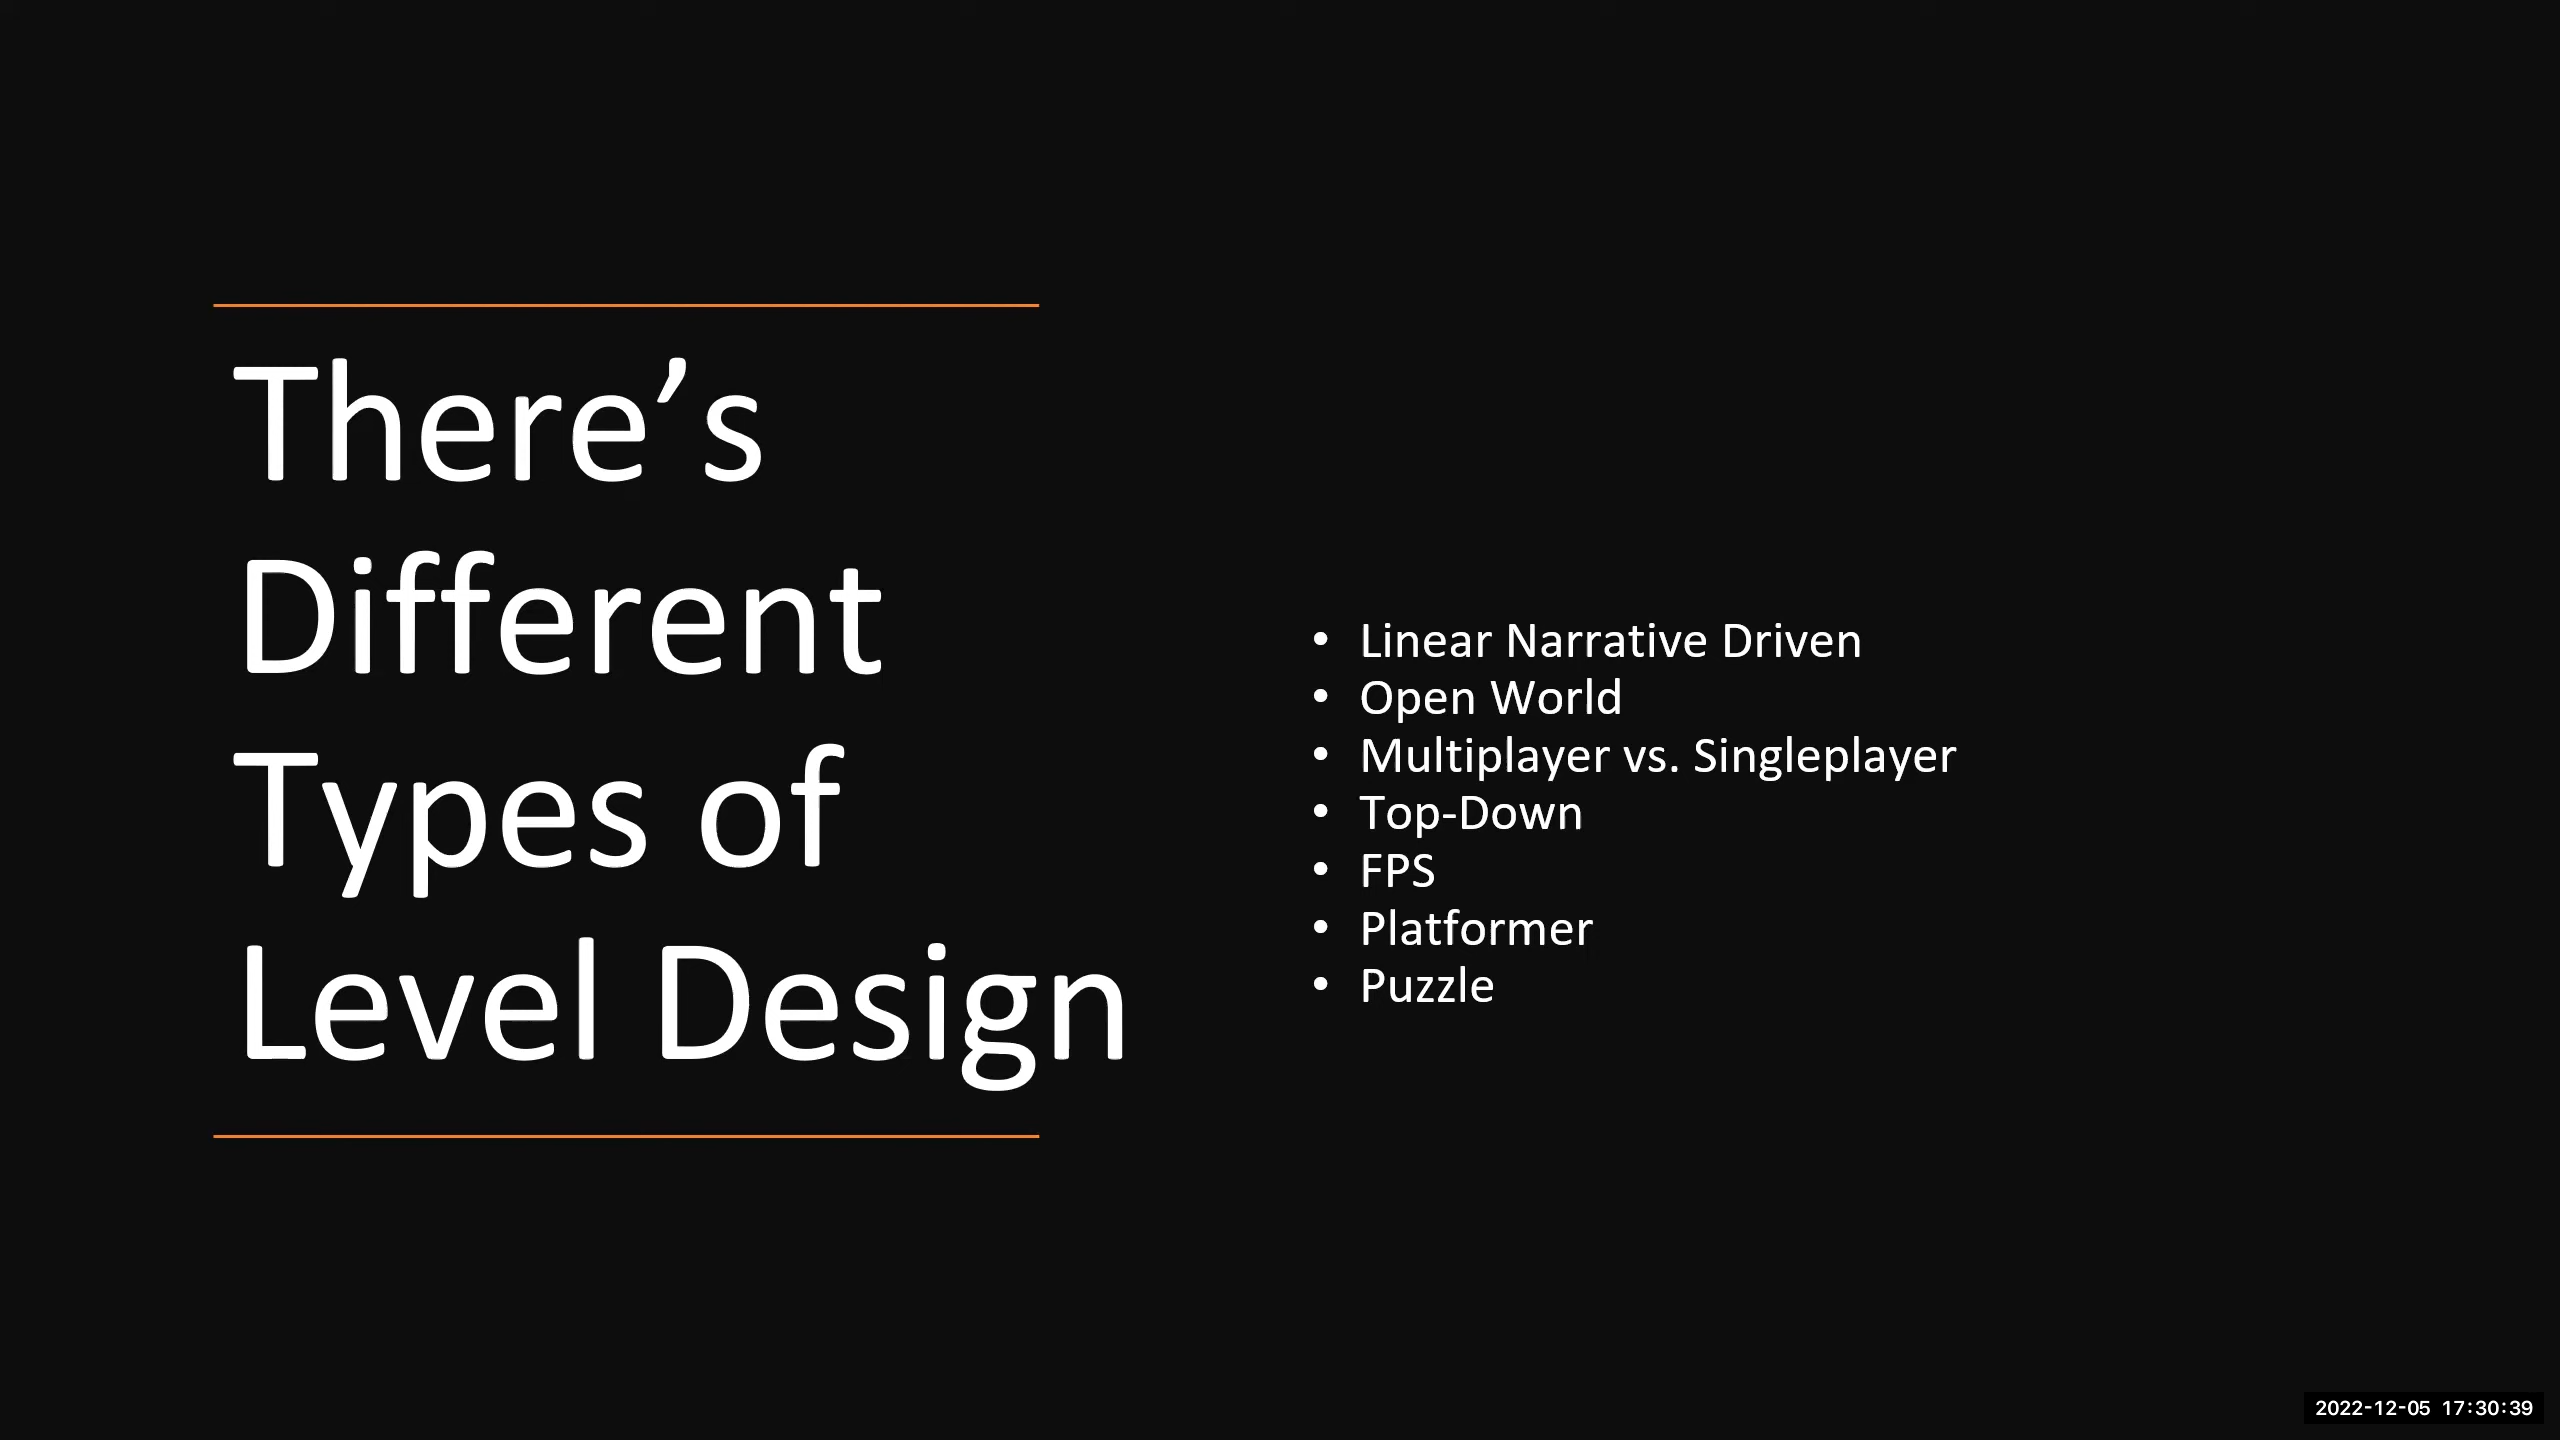 There’s
Different
Types of
Level Design
• Linear Narrative Driven
• Open World
• Multiplayer vs. Singleplayer
• Top-Down
• FPS
• Platformer
• Puzzle
2022-12-05 17:30:39